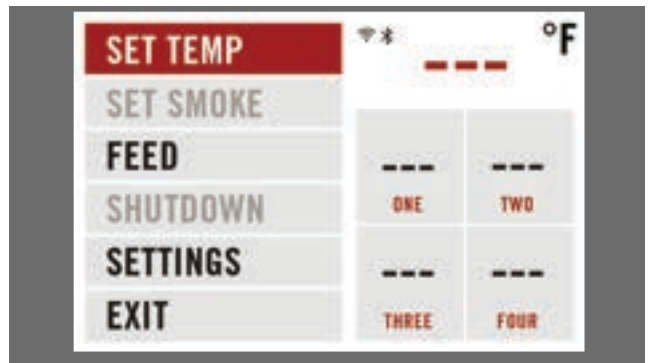 SET TEMP
SET SMOKE
FEED
SHUTDOWN
SETTINGS
EXIT
°F
---
---
---
ONE
TWO
---
---
THREE
FOUR